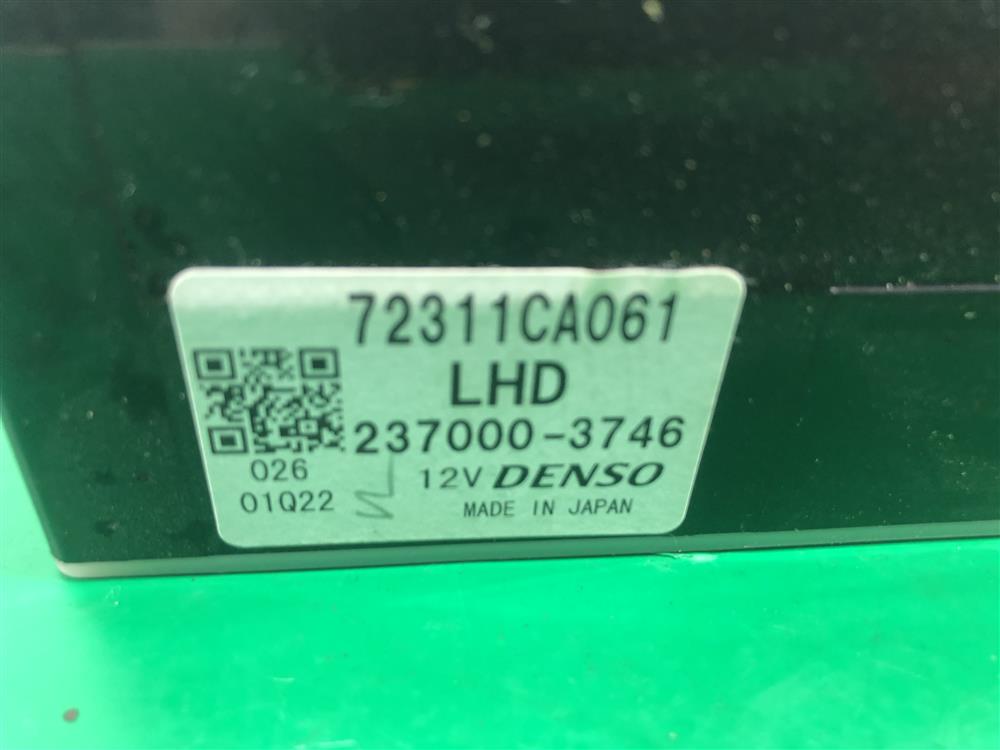 72311CA061
LHD
237000-3746
026
12V DENSO
01Q22
MADE IN JAPAN